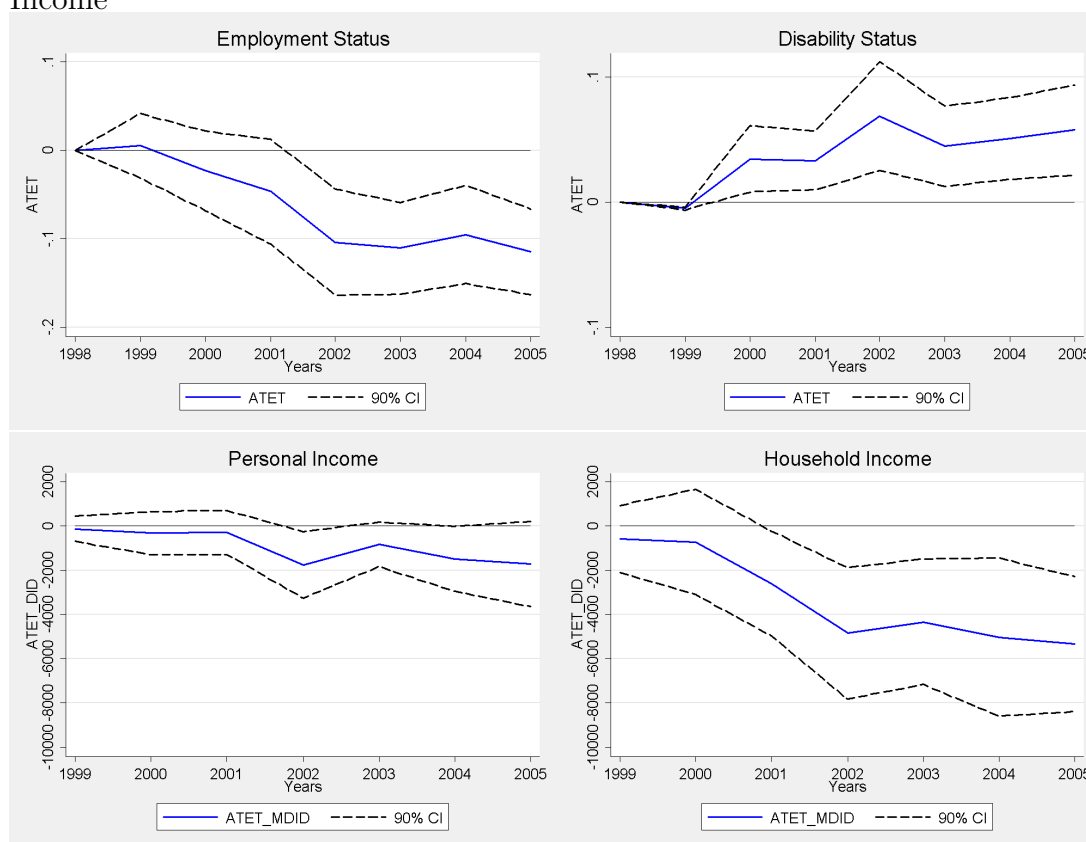 Income
Employment Status
ATET
.1
0
-.1
-.2
1998 1999 2000 2001 2002 2003 2004 2005
Years
ATET 90% CI
Disability Status
ATET
.1
0
-.1
1998 1999 2000 2001 2002 2003 2004 2005
Years
ATET 90% CI
Personal Income
ATET_DID
2000
0
-2000
-4000
-6000
-8000
-10000
1999 2000 2001 2002 2003 2004 2005
Years
ATET_MDID 90% CI
Household Income
ATET_DID
2000
0
-2000
-4000
-6000
-8000
-10000
1999 2000 2001 2002 2003 2004 2005
Years
ATET_MDID 90% CI